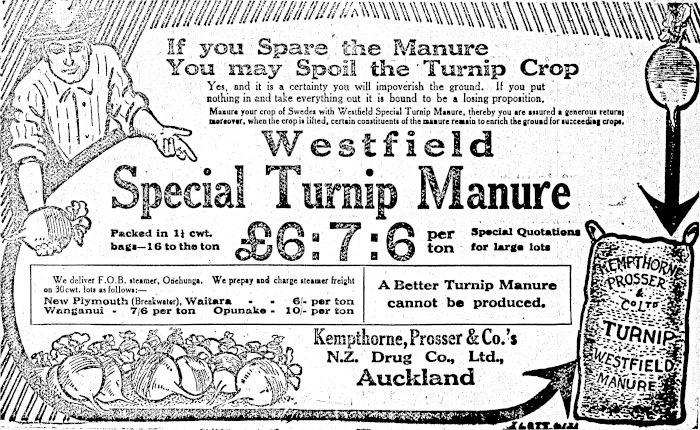 If you Spare the Manure
You may Spoil the Turnip Crop
Yes, and it is a certainty you will impoverish the ground. If you put
nothing in and take everything out it is bound to be a losing proposition.
Manure your crop of Swedes with Westfield Special Turnip Manure, thereby you are assured a generous return;
moreover, when the crop is lifted, certain constituents of the manure remain to enrich the ground for succeeding crops.
Westfield
Special Turnip Manure
Packed in 1¼ cwt.
bags—16 to the ton
£6:7:6
per
ton
Special Quotations
for large lots
We deliver F.O.B. steamer, Onehunga. We prepay and charge steamer freight
on 30 cwt. lots as follows:—
New Plymouth (Breakwater), Waitara - - 6/- per ton
Wanganui - 7/6 per ton Opunake - 10/- per ton
A Better Turnip Manure
cannot be produced.
Kempthorne, Prosser & Co.'s
N.Z. Drug Co., Ltd.,
Auckland
KEMPTHORNE
PROSSER
&
CO LTD
TURNIP
WESTFIELD
MANURE